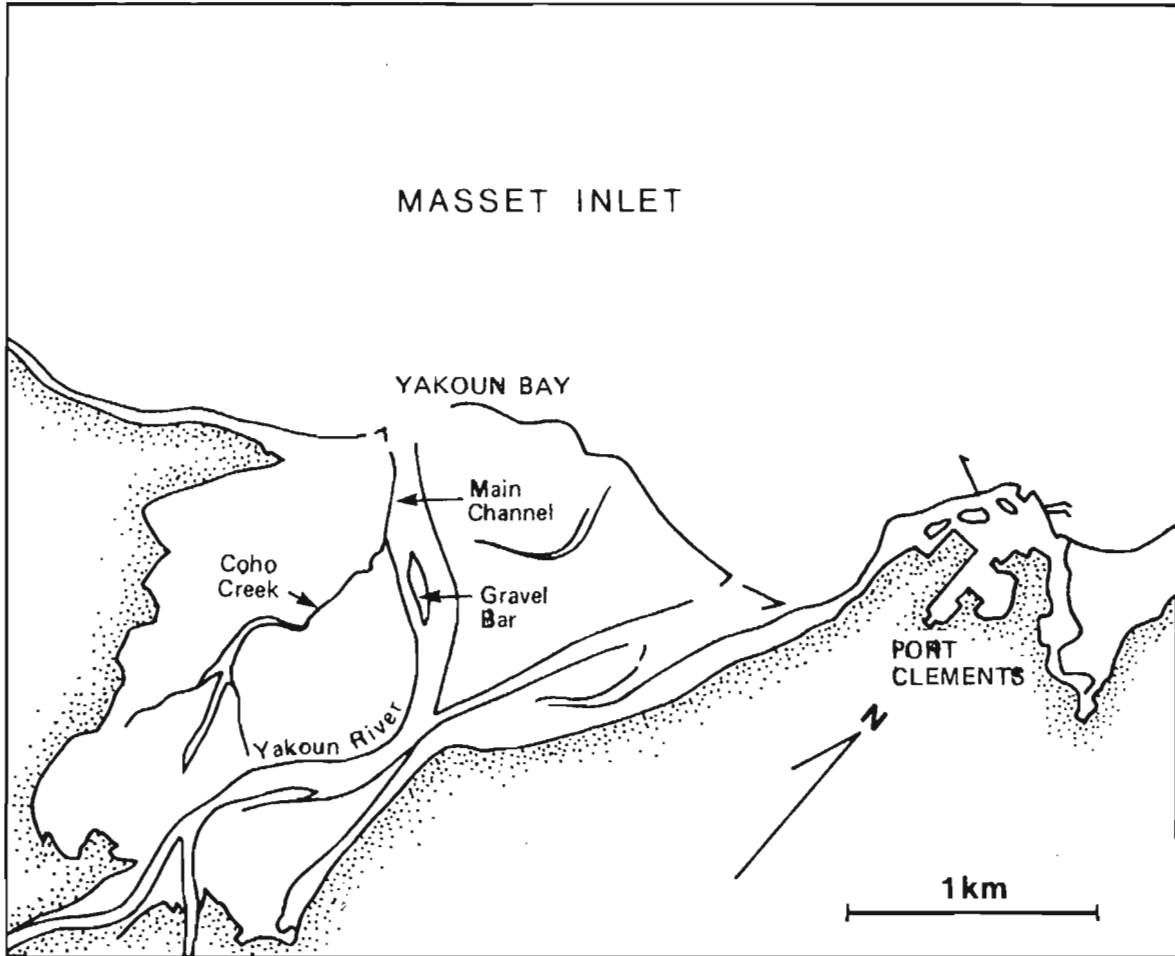 MASSET INLET
YAKOUN BAY
Main
Channel
Coho
Creek
Gravel
Bar
PORT
CLEMENTS
N
Yakoun River
1km